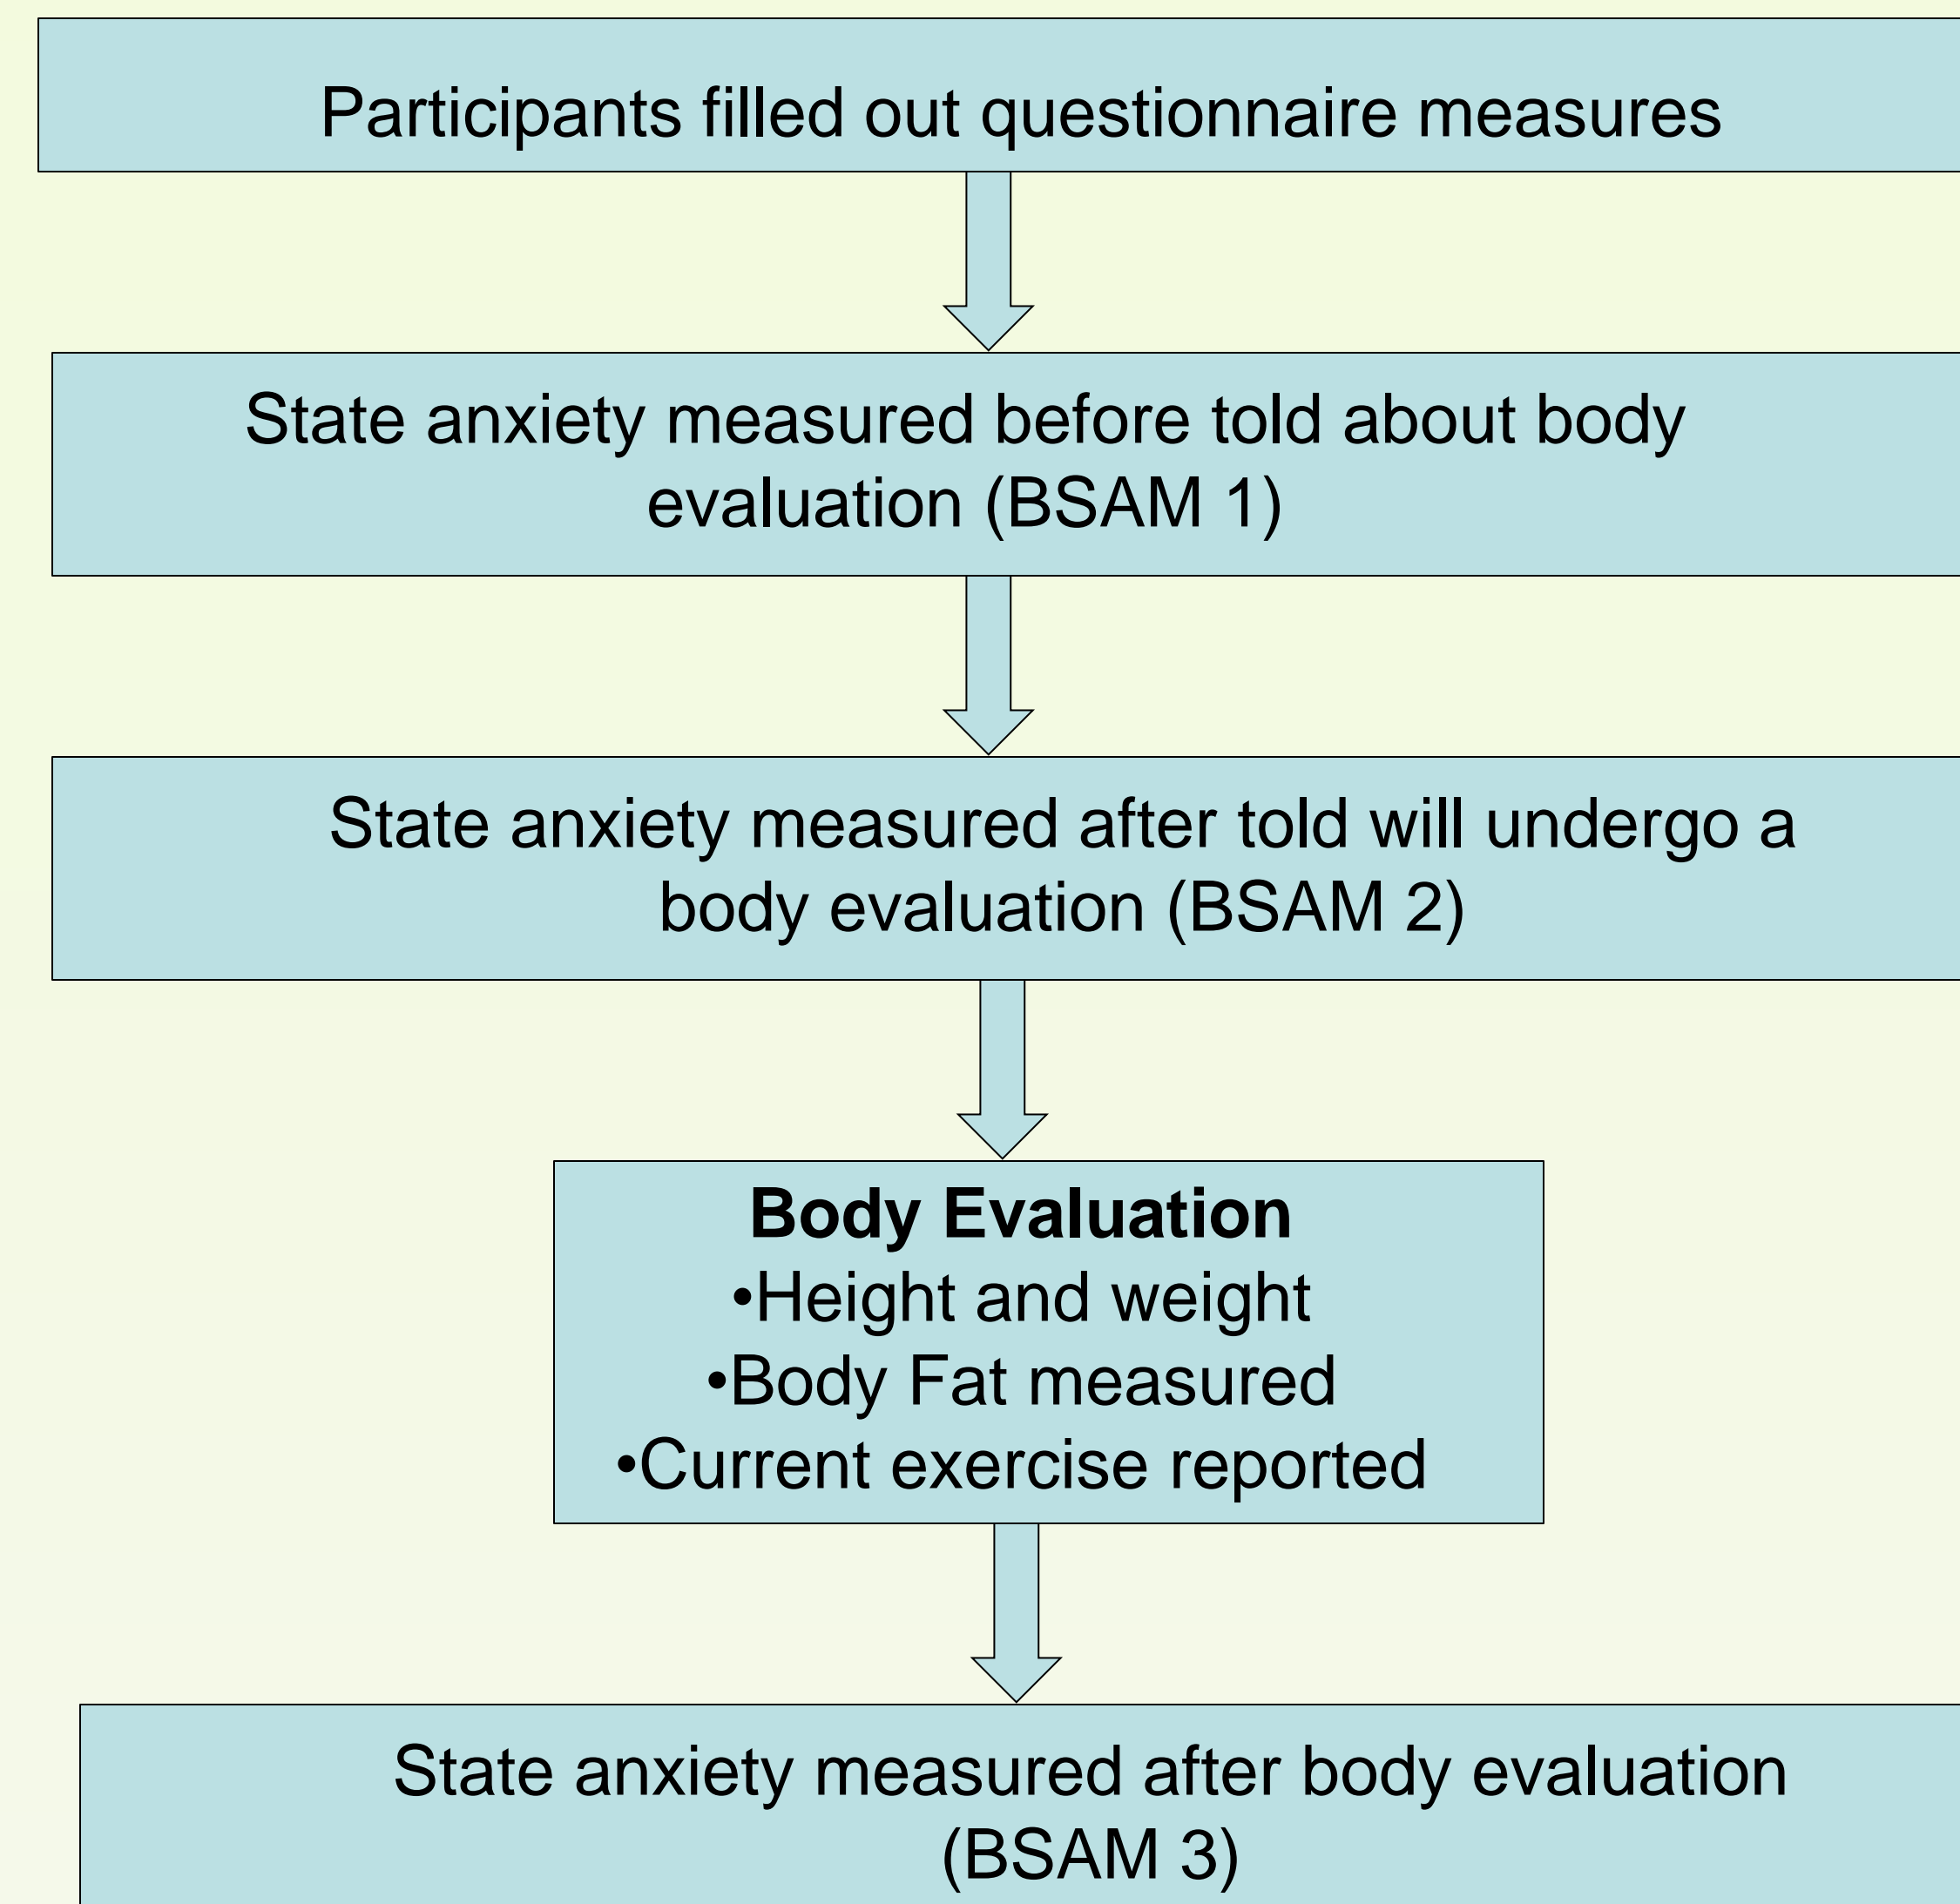 Participants filled out questionnaire measures
State anxiety measured before told about body
evaluation (BSAM 1)
State anxiety measured after told will undergo a
body evaluation (BSAM 2)
Body Evaluation
•Height and weight
•Body Fat measured
•Current exercise reported
State anxiety measured after body evaluation
(BSAM 3)